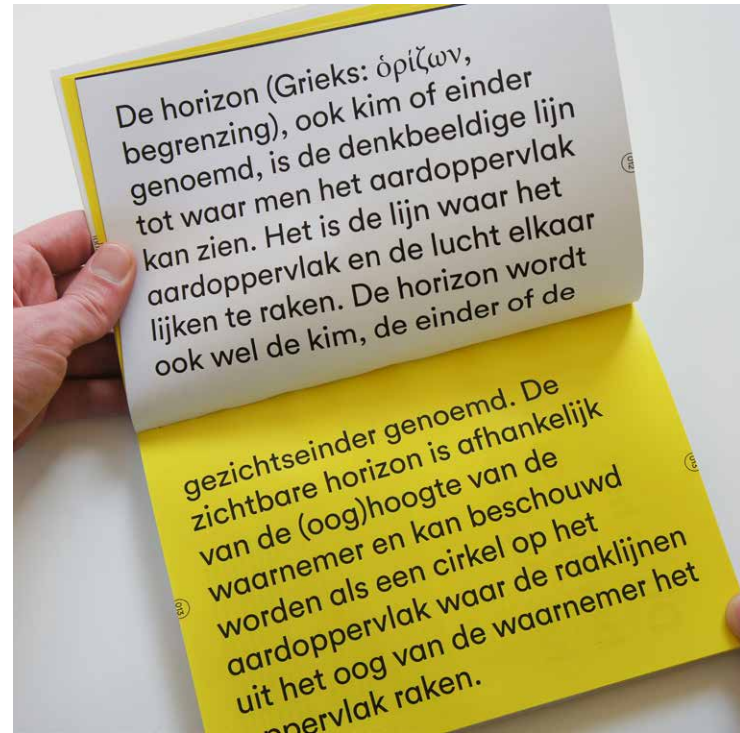 De horizon (Grieks: ὁρίζων,
begrenzing), ook kim of einder
genoemd, is de denkbeeldige lijn
tot waar men het aardoppervlak
kan zien. Het is de lijn waar het
aardoppervlak en de lucht elkaar
lijken te raken. De horizon wordt
ook wel de kim, de einder of de
012
gezichtseinder genoemd. De
zichtbare horizon is afhankelijk
van de (oog)hoogte van de
waarnemer en kan beschouwd
worden als een cirkel op het
aardoppervlak waar de raaklijnen
uit het oog van de waarnemer het
oppervlak raken.
013
013